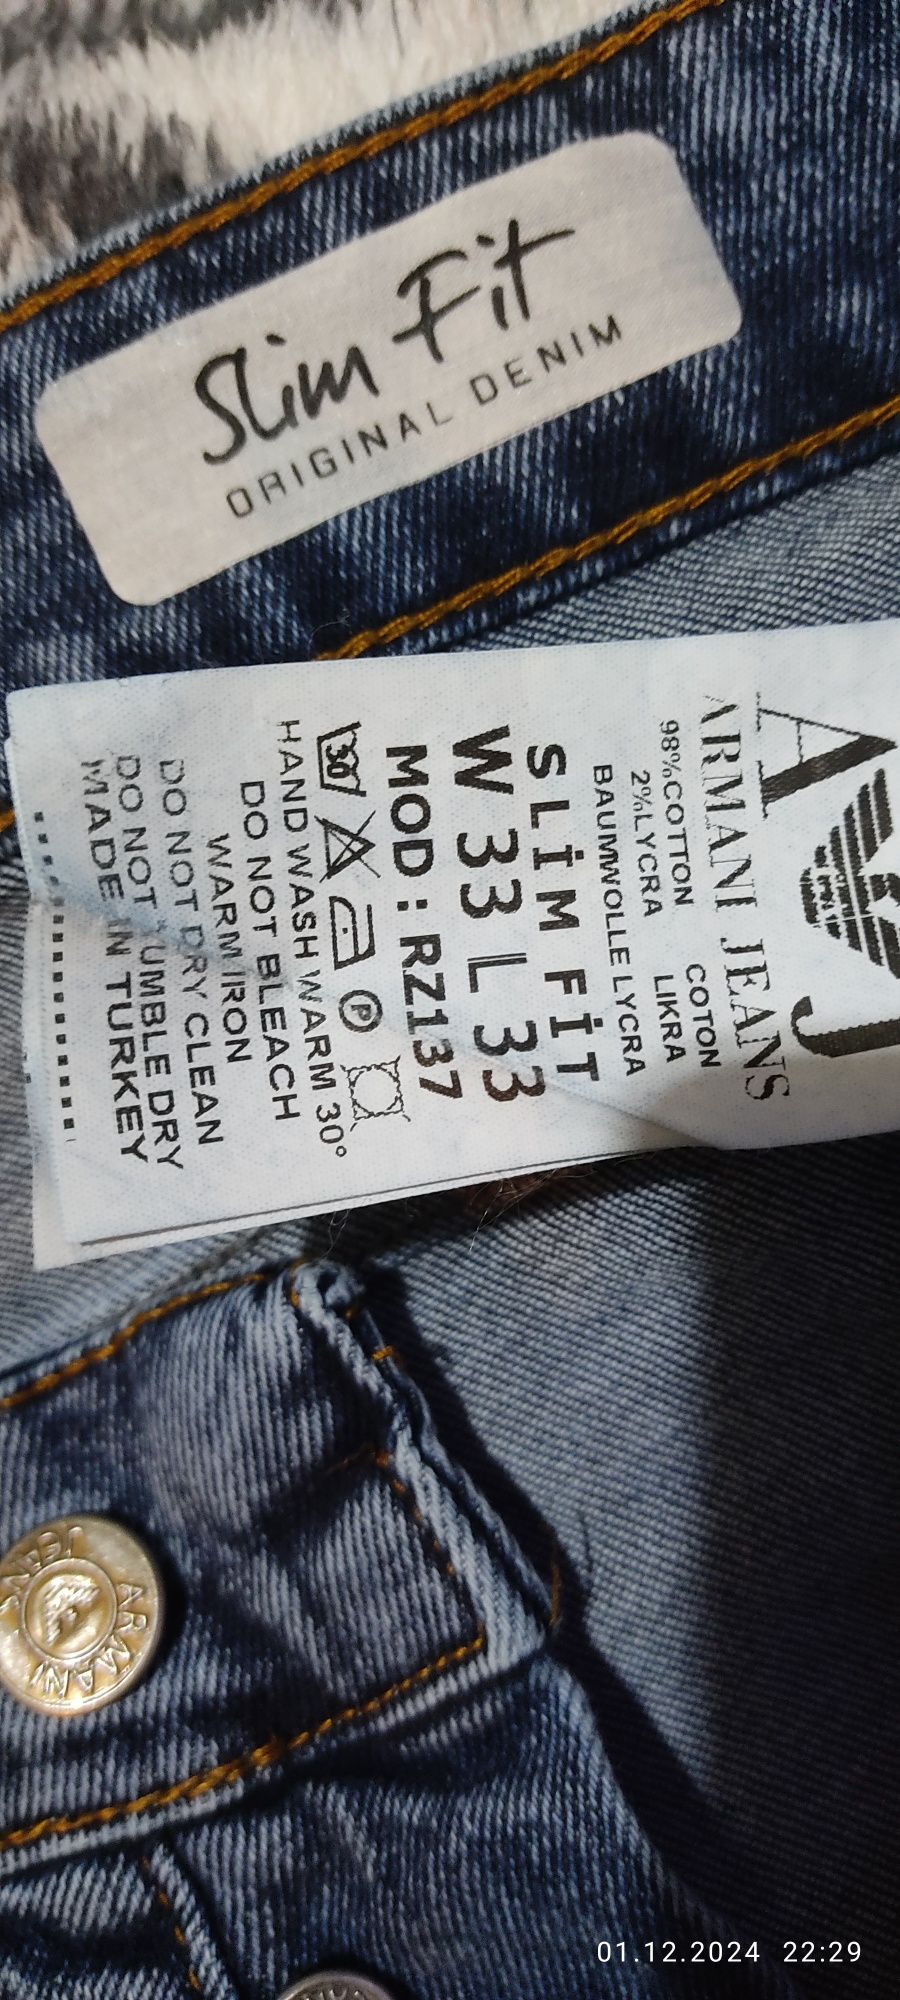 Slim Fit
ORIGINAL DENIM
AJ
ARMANI JEANS
98%COTTON COTON
2%LYCRA LIKRA
BAUMWOLLE LYCRA
SLİM FİT
W 33 L 33
MOD : RZ137
30 P
HAND WASH WARM 30°
DO NOT BLEACH
WARM IRON
DO NOT DRY CLEAN
DO NOT TUMBLE DRY
MADE IN TURKEY
ARMANI JEANS
01.12.2024 22:29